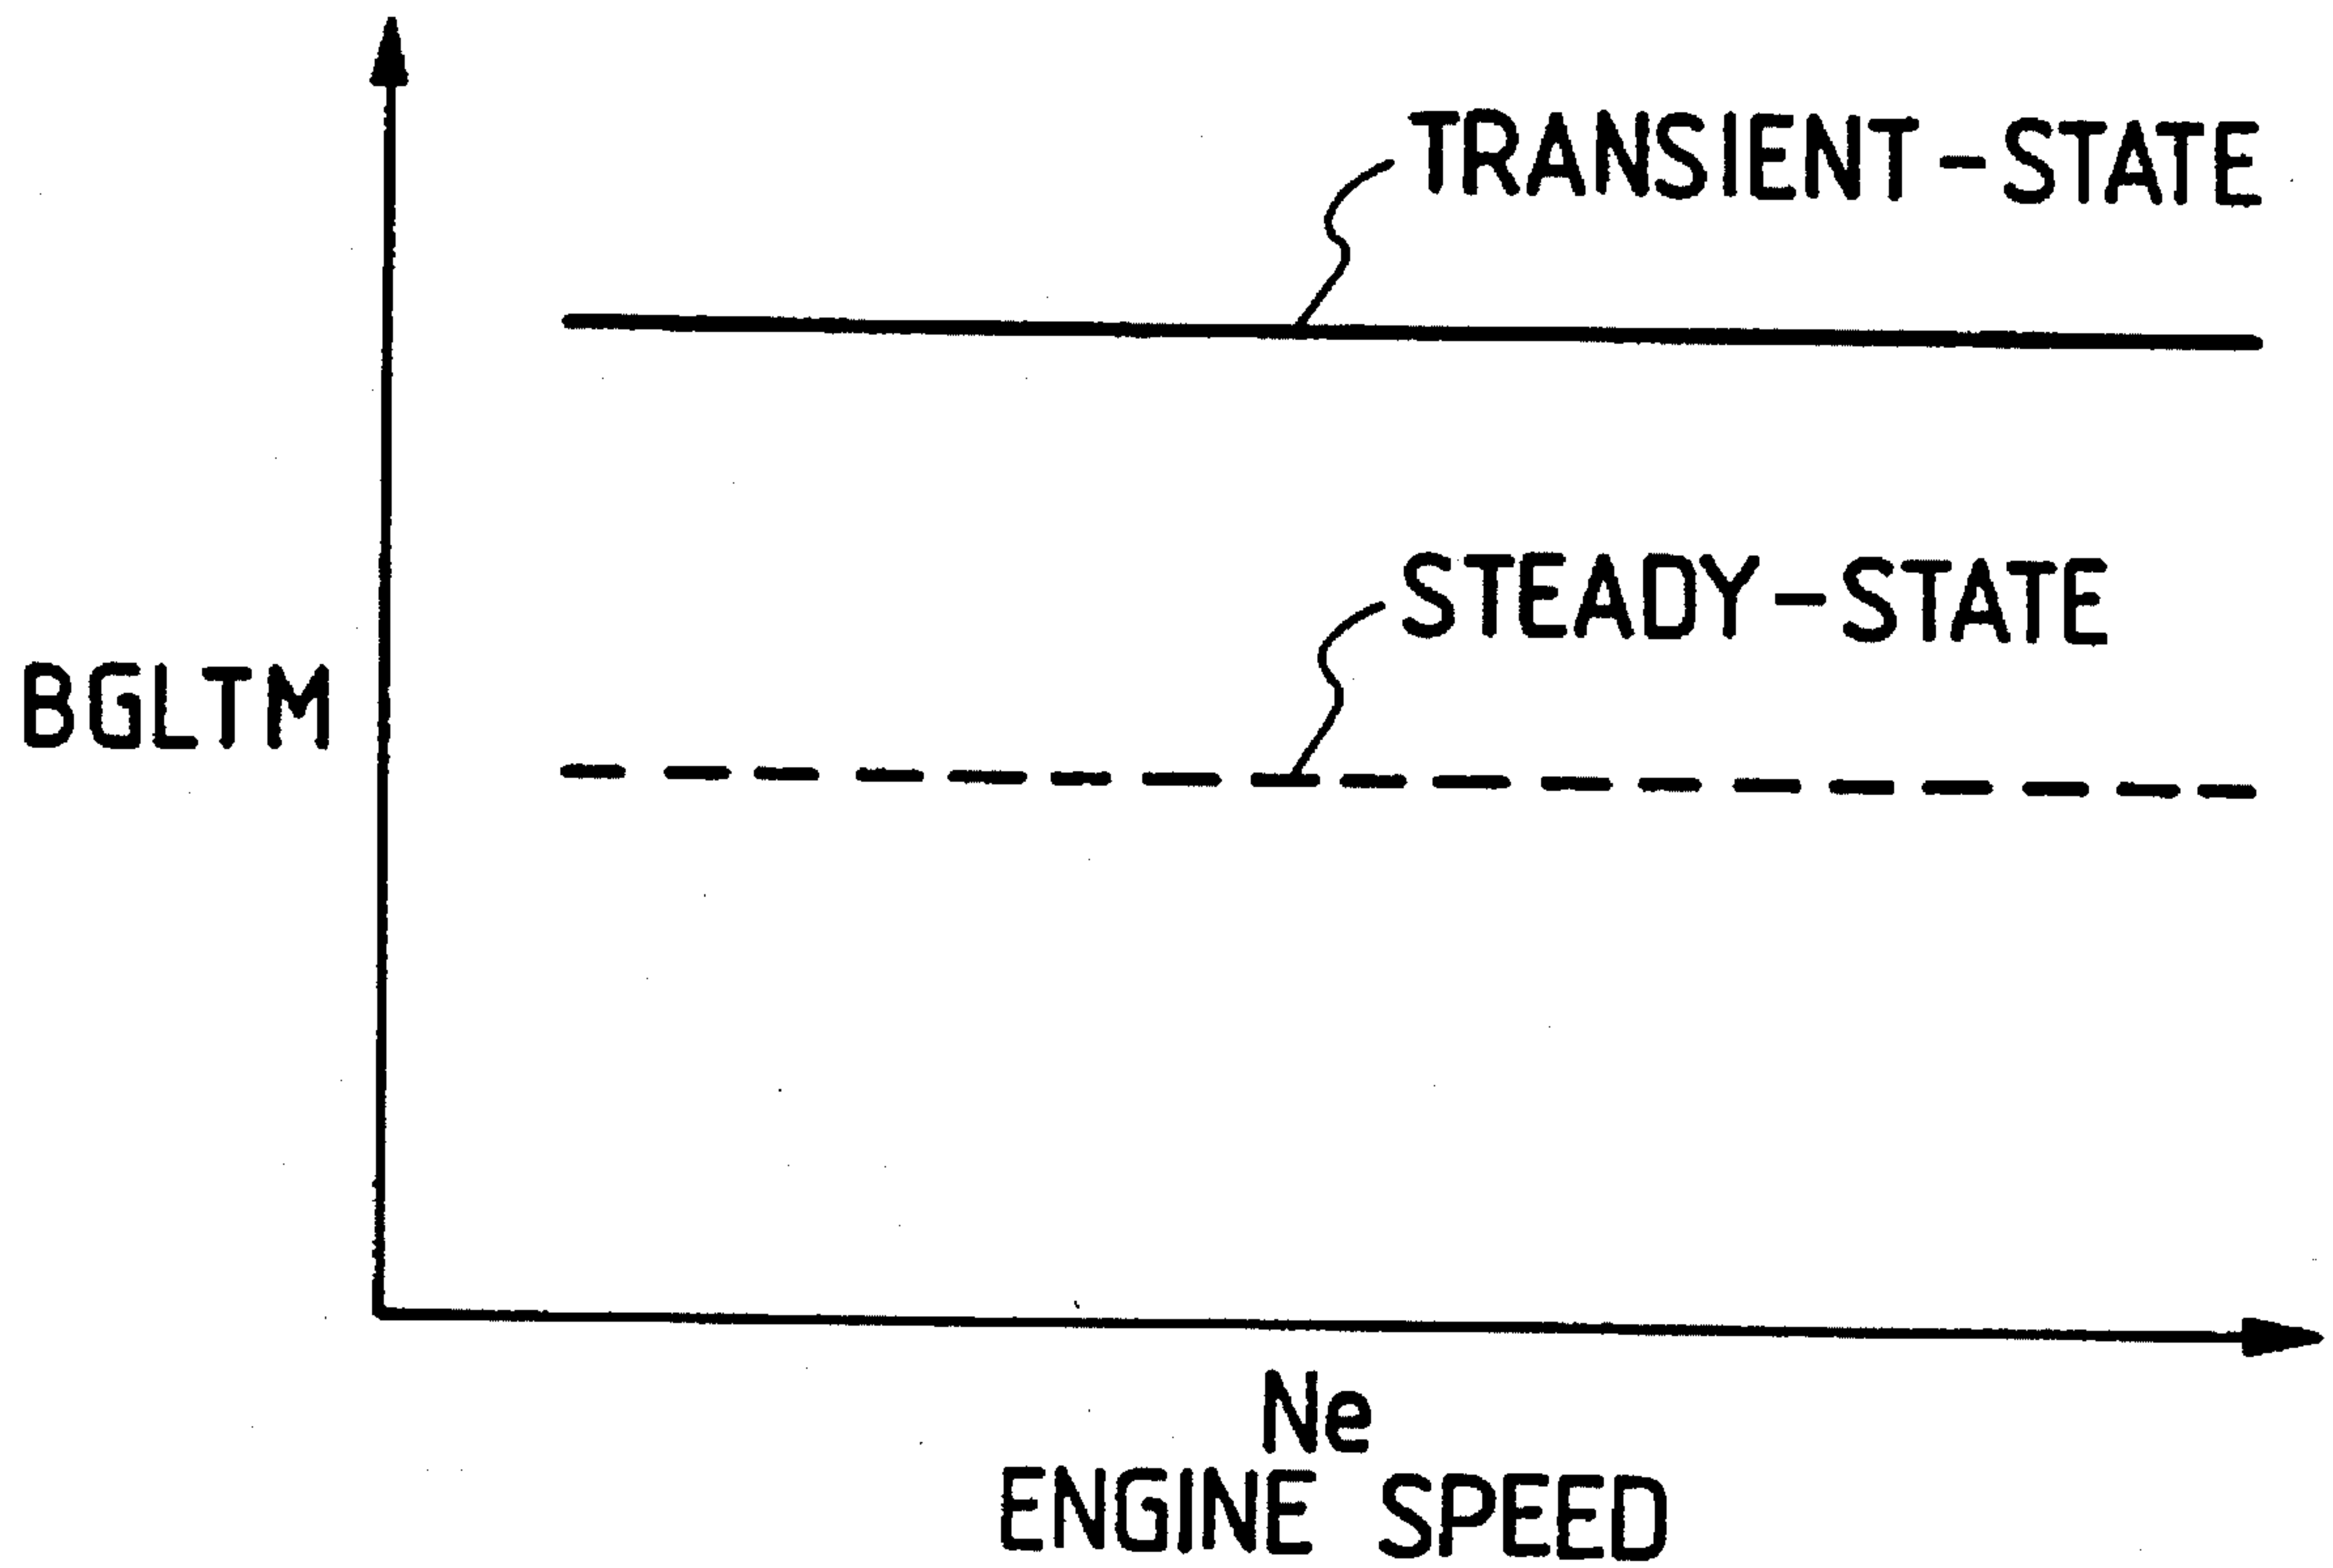 TRANSIENT-STATE
STEADY-STATE
BGLTM
Ne
ENGINE SPEED